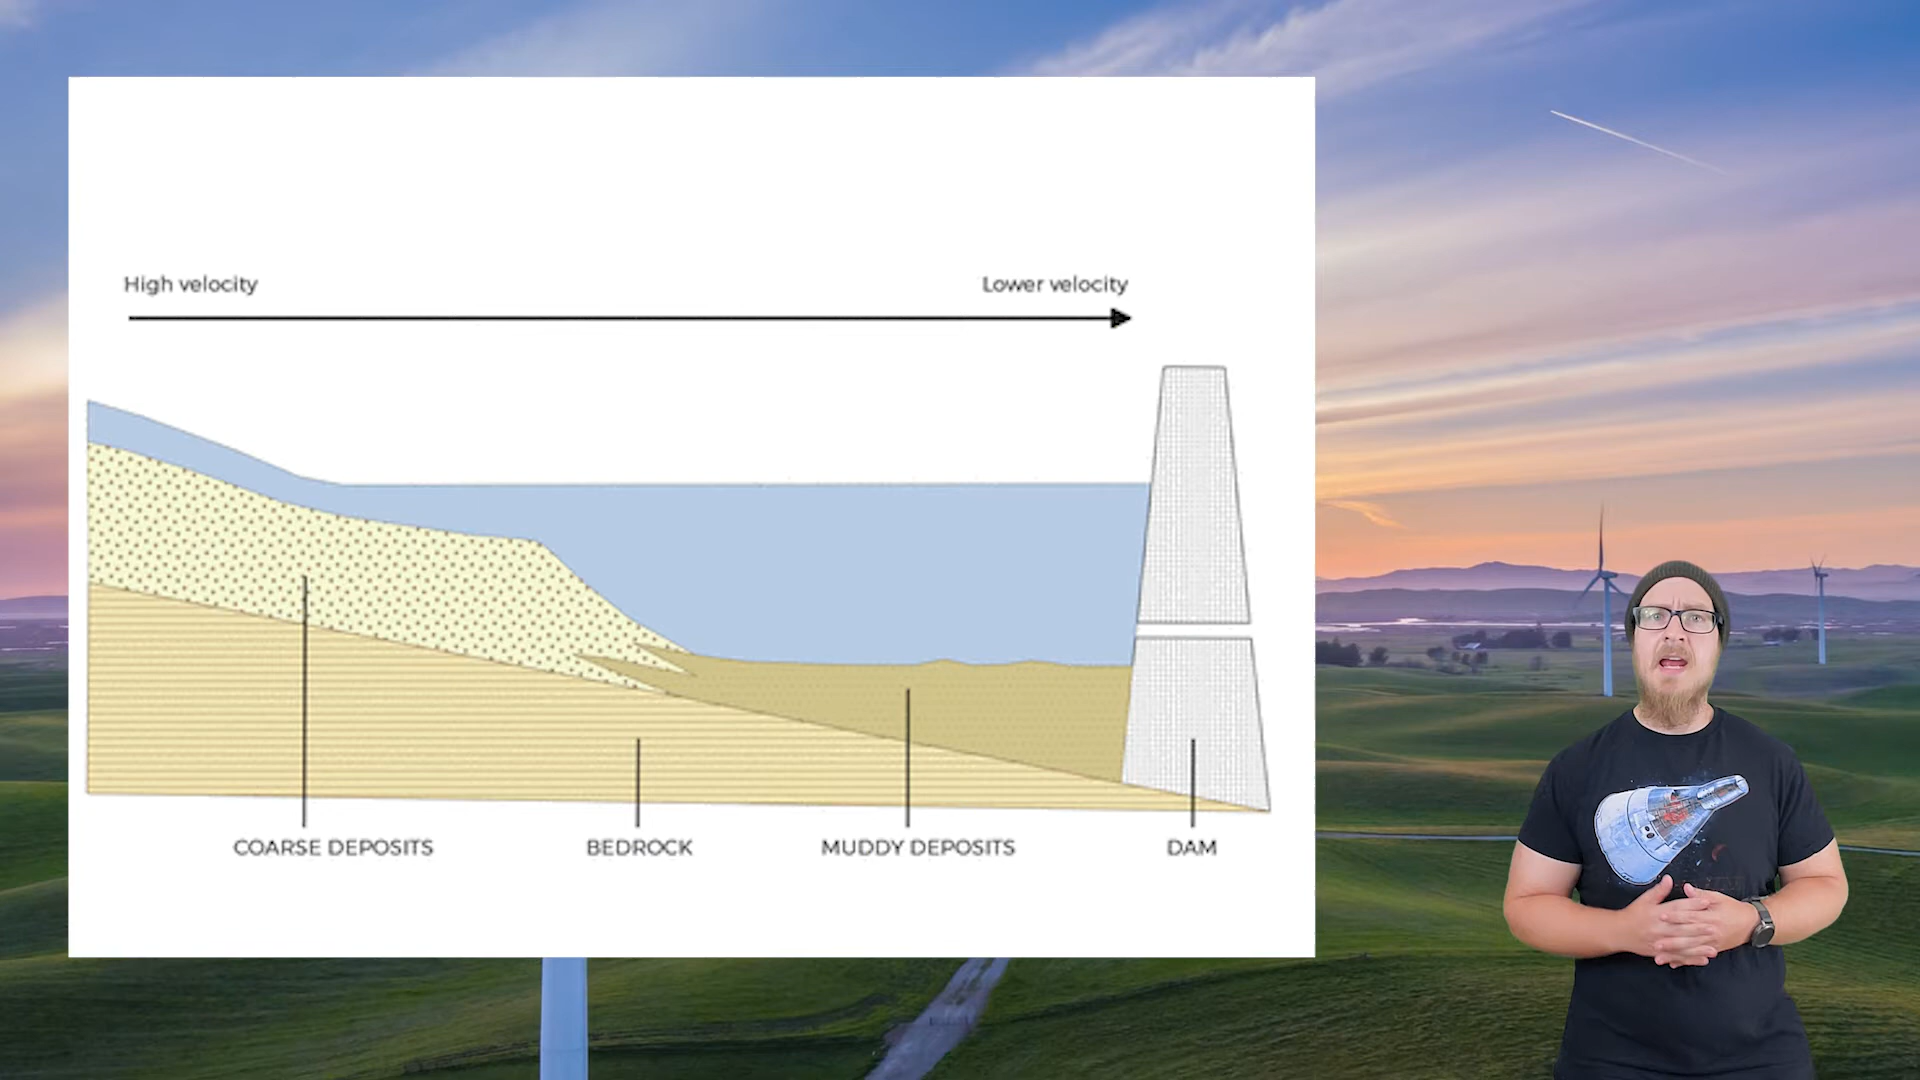 High velocity
Lower velocity
COARSE DEPOSITS
BEDROCK
MUDDY DEPOSITS
DAM